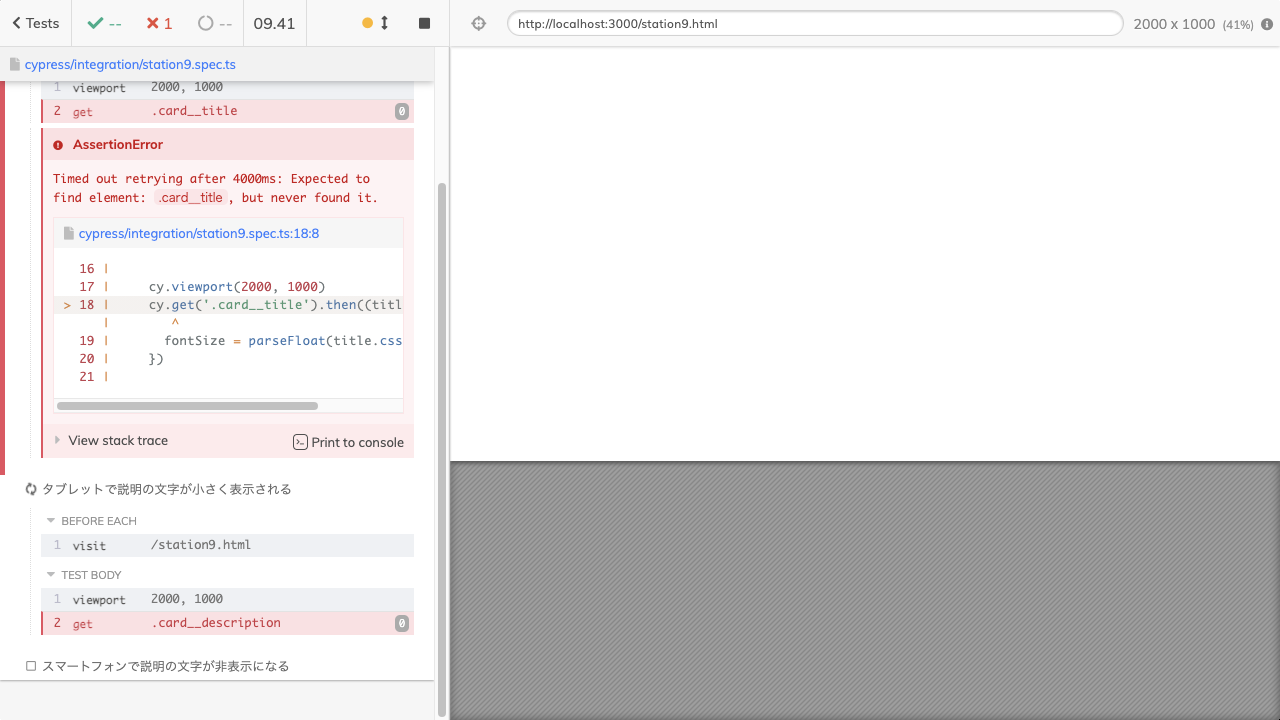 Tests
--
1
--
09.41
http://localhost:3000/station9.html
2000 x 1000 (41%)
cypress/integration/station9.spec.ts
1 viewport 2000, 1000
2 get .card__title 0
AssertionError
Timed out retrying after 4000ms: Expected to
find element: .card__title, but never found it.
cypress/integration/station9.spec.ts:18:8
16 |
17 | cy.viewport(2000, 1000)
> 18 | cy.get('.card__title').then((titl
| ^
19 | fontSize = parseFloat(title.css
20 | })
21 |
View stack trace
Print to console
タブレットで説明の文字が小さく表示される
BEFORE EACH
1 visit /station9.html
TEST BODY
1 viewport 2000, 1000
2 get .card__description 0
スマートフォンで説明の文字が非表示になる